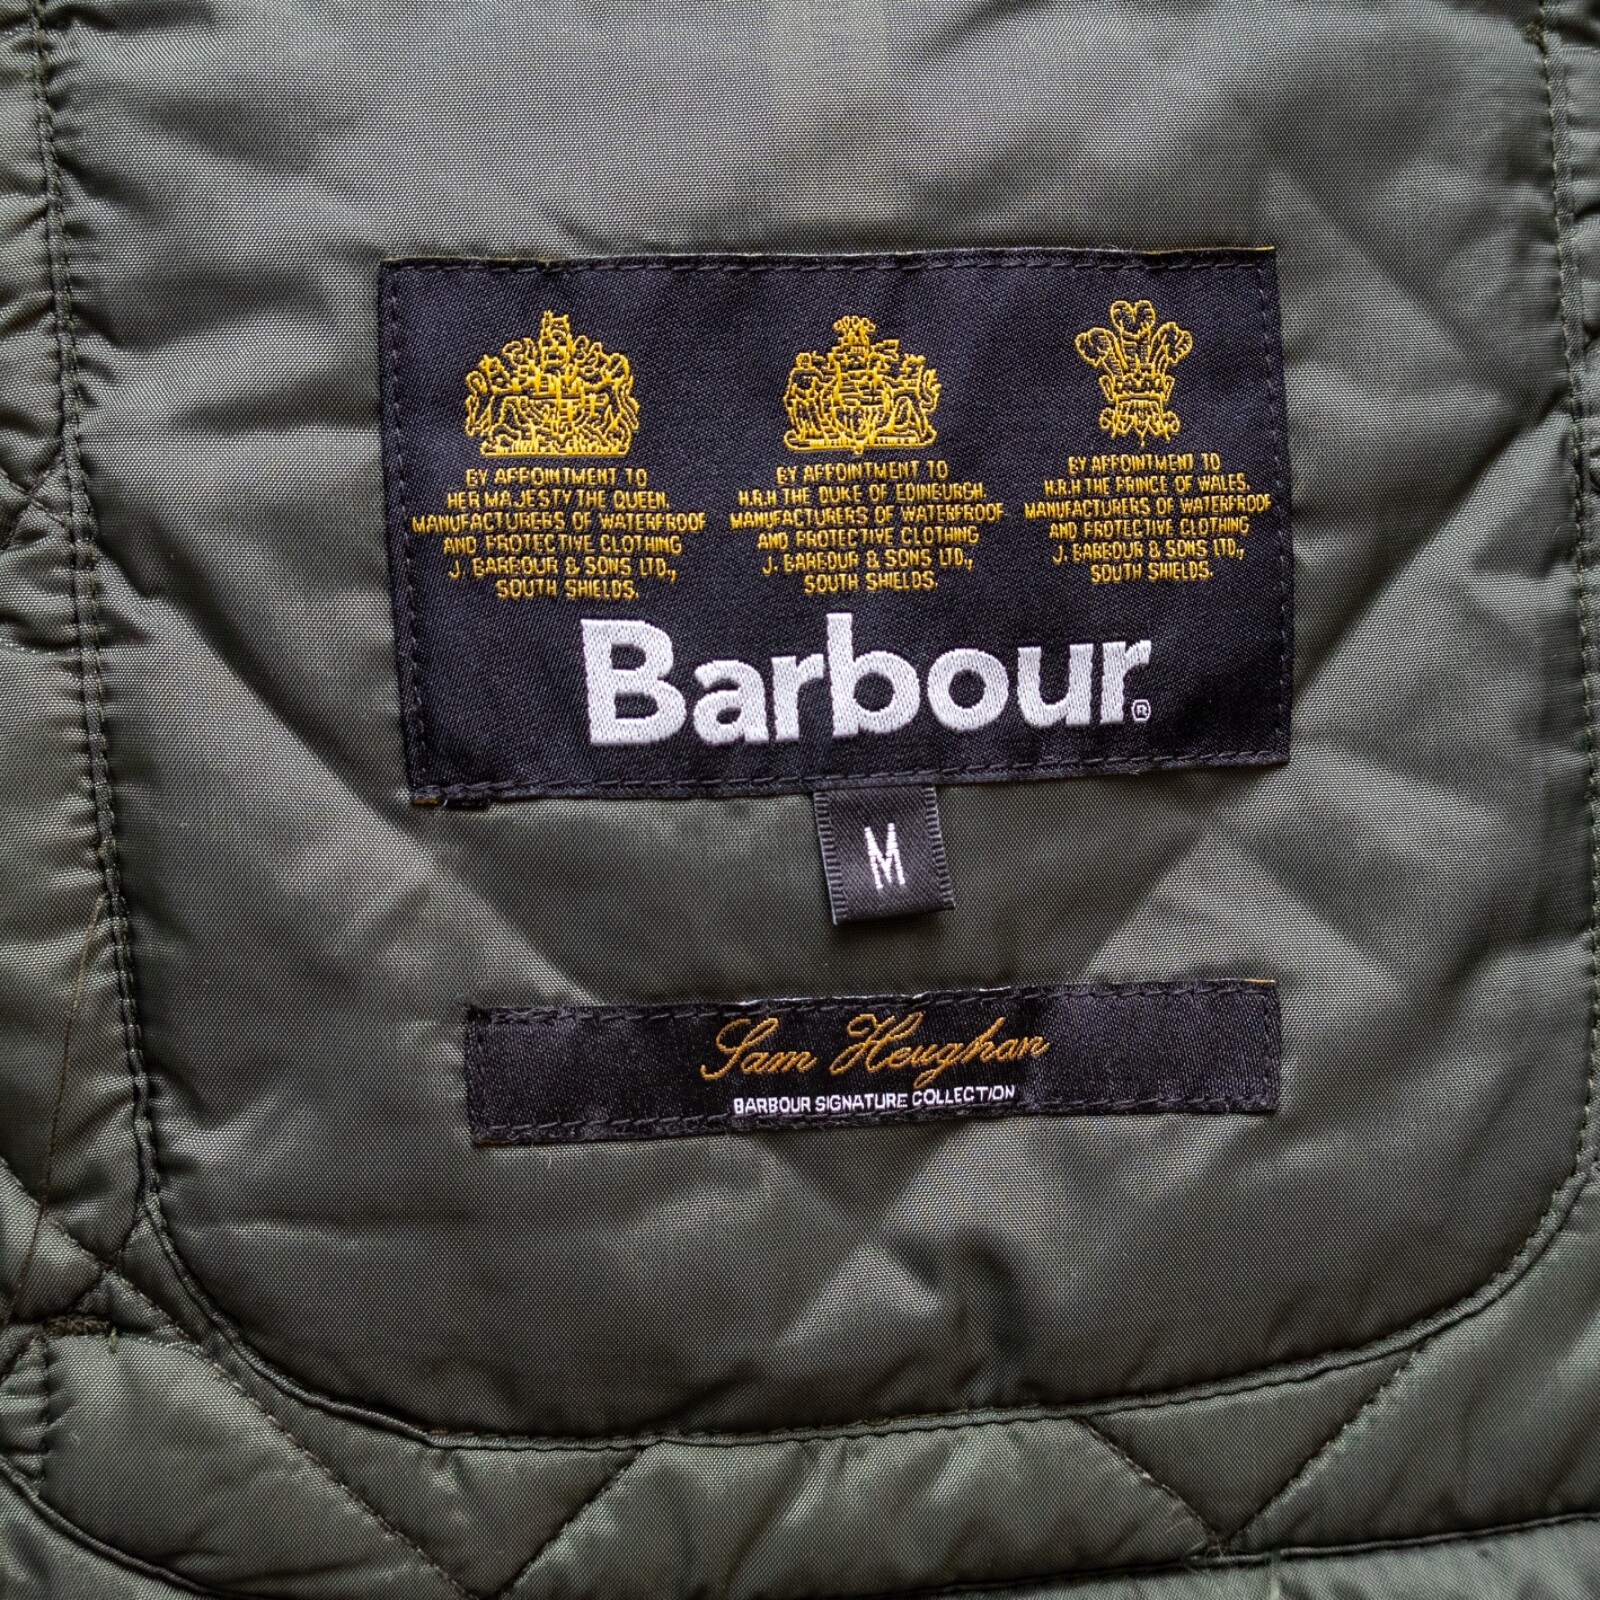 BY APPOINTMENT TO
HER MAJESTY THE QUEEN.
MANUFACTURERS OF WATERPROOF
AND PROTECTIVE CLOTHING
J. BARBOUR & SONS LTD.,
SOUTH SHIELDS.
BY APPOINTMENT TO
H.R.H THE DUKE OF EDINBURGH.
MANUFACTURERS OF WATERPROOF
AND PROTECTIVE CLOTHING
J. BARBOUR & SONS LTD.,
SOUTH SHIELDS.
BY APPOINTMENT TO
H.R.H THE PRINCE OF WALES.
MANUFACTURERS OF WATERPROOF
AND PROTECTIVE CLOTHING
J. BARBOUR & SONS LTD.,
SOUTH SHIELDS.
Barbour®
M
Sam Heughan
BARBOUR SIGNATURE COLLECTION